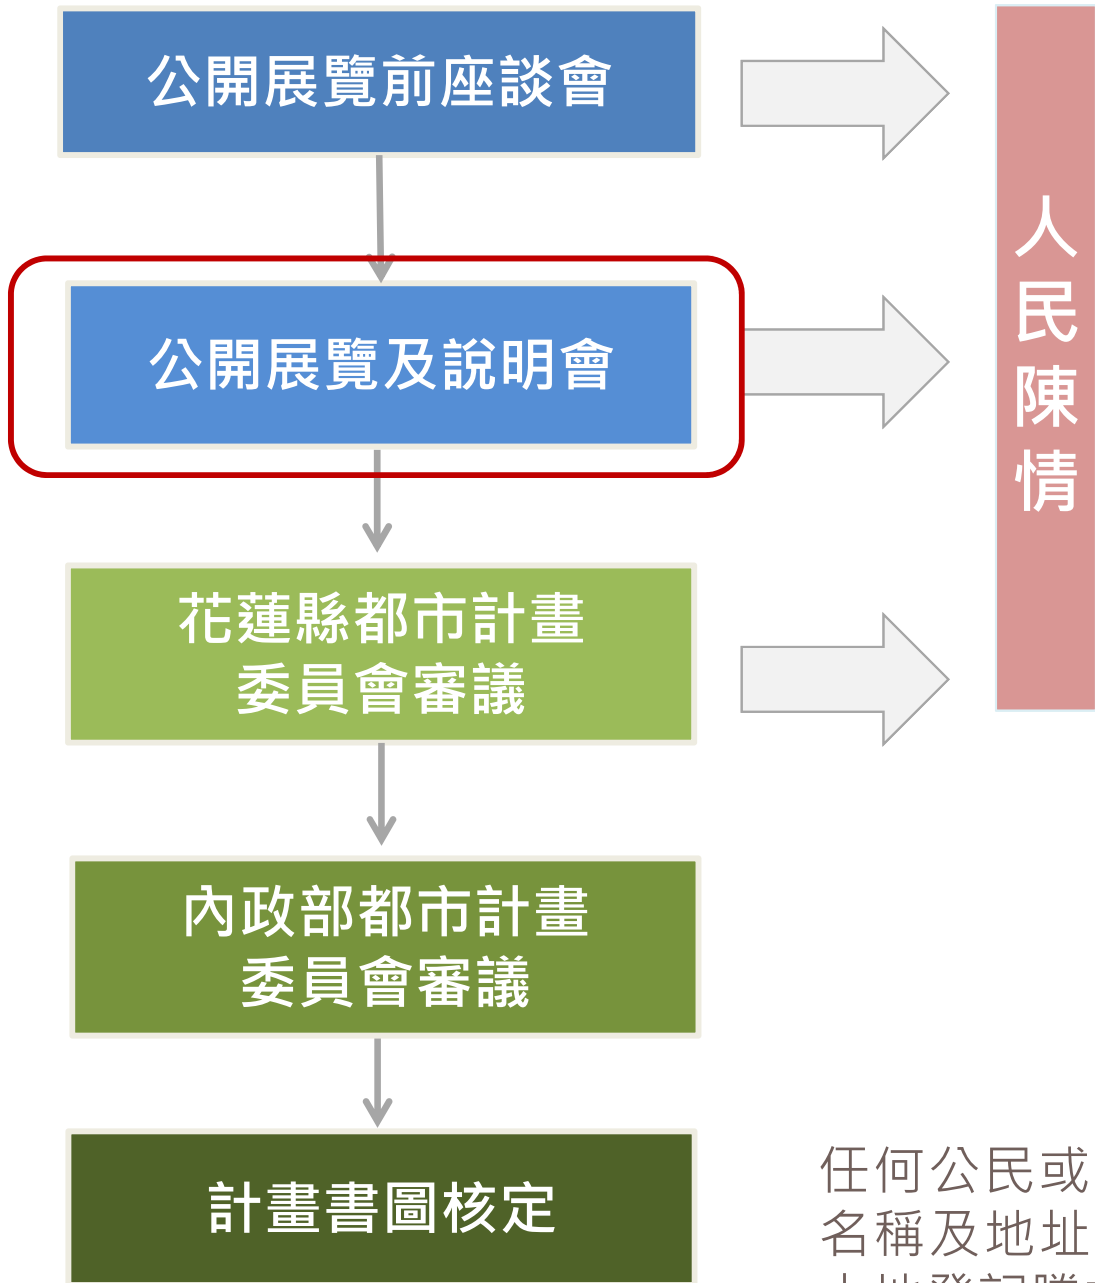 公開展覽前座談會
公開展覽及說明會
花蓮縣都市計畫
委員會審議
內政部都市計畫
委員會審議
計畫書圖核定
人民陳情
任何公民或
名稱及地址